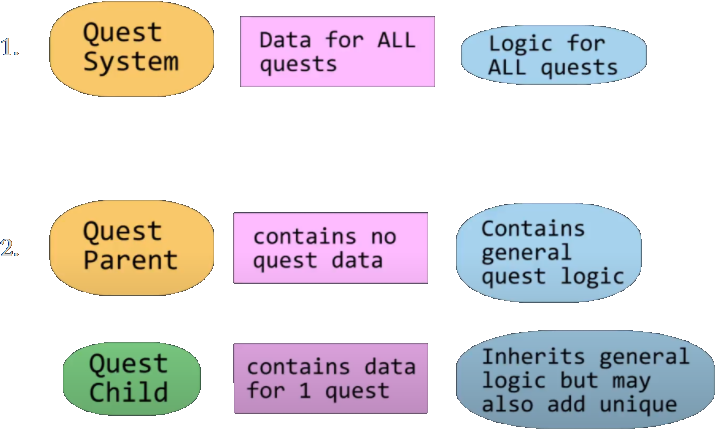 1.
Quest
System
Data for ALL
quests
Logic for
ALL quests
2.
Quest
Parent
contains no
quest data
Contains
general
quest logic
Quest
Child
contains data
for 1 quest
Inherits general
logic but may
also add unique